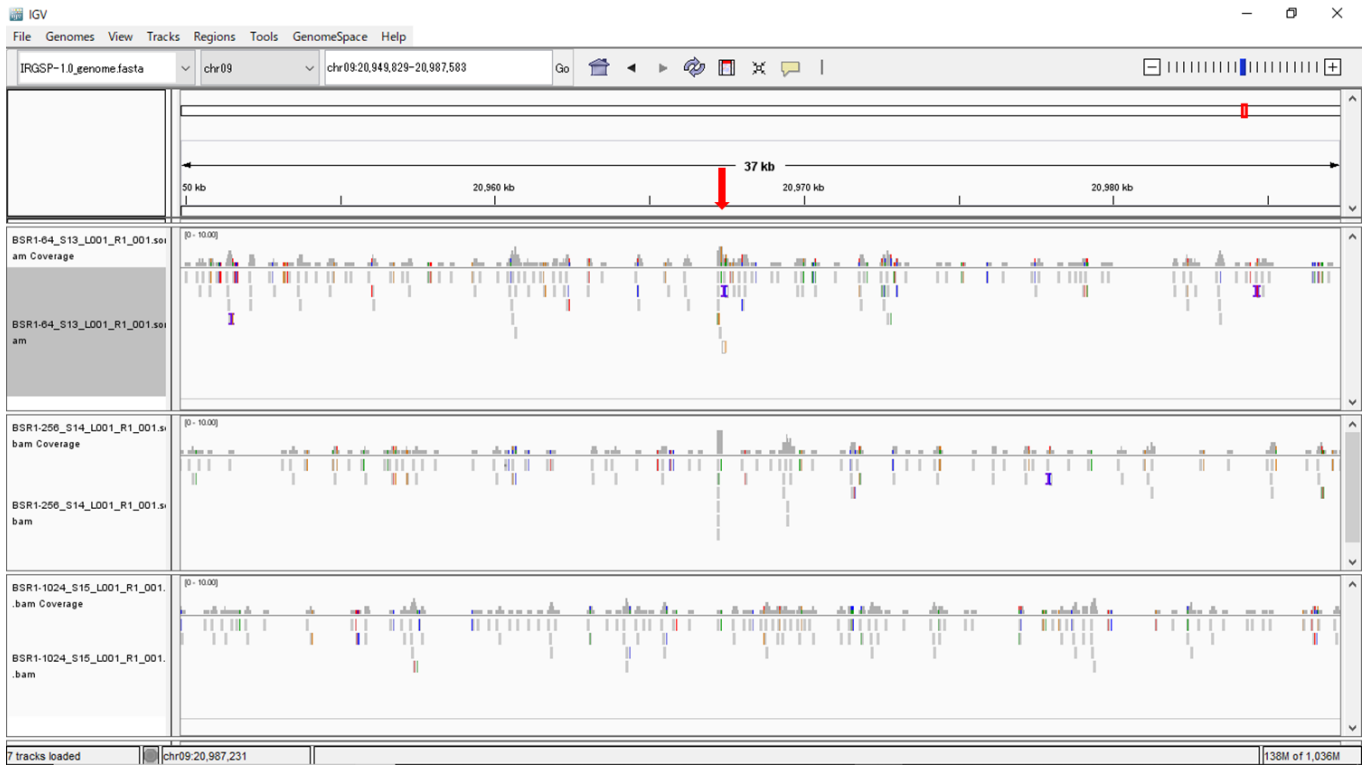 IGV
File Genomes View Tracks Regions Tools GenomeSpace Help
IRGSP-1.0_genome.fasta chr09 chr09:20,949,829-20,987,583 Go
37 kb
50 kb 20,960 kb 20,970 kb 20,980 kb
[0 - 10.00]
BSR1-64_S13_L001_R1_001.sor
am Coverage
BSR1-64_S13_L001_R1_001.sor
am
[0 - 10.00]
BSR1-256_S14_L001_R1_001.so
bam Coverage
BSR1-256_S14_L001_R1_001.so
bam
[0 - 10.00]
BSR1-1024_S15_L001_R1_001.
.bam Coverage
BSR1-1024_S15_L001_R1_001.
.bam
7 tracks loaded chr09:20,987,231 138M of 1,036M